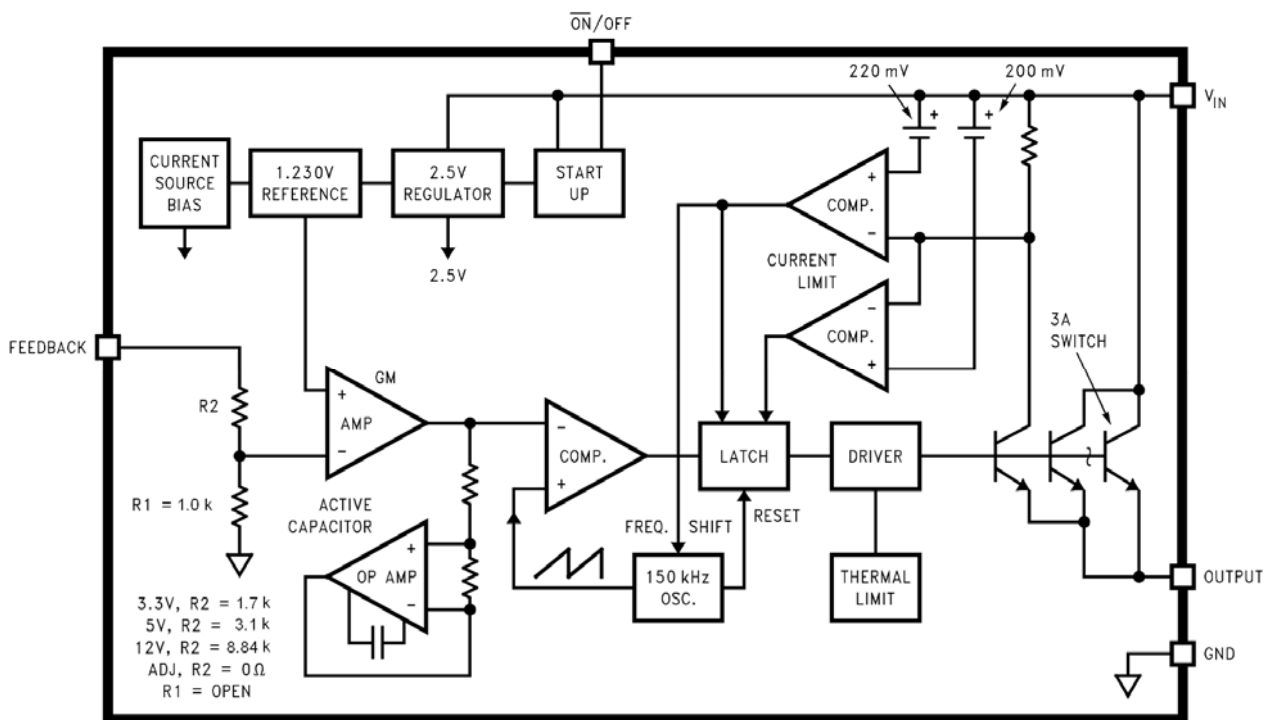 ON/OFF
220 mV
200 mV
VIN
CURRENT
SOURCE
BIAS
1.230V
REFERENCE
2.5V
REGULATOR
START
UP
+
+
+
COMP.
−
2.5V
CURRENT
LIMIT
−
COMP.
+
3A
SWITCH
FEEDBACK
R2
GM
+
AMP
−
−
COMP.
+
LATCH
DRIVER
R1 = 1.0 k
ACTIVE
CAPACITOR
+
OP AMP
−
FREQ. SHIFT
RESET
150 kHz
OSC.
THERMAL
LIMIT
OUTPUT
3.3V, R2 = 1.7 k
5V, R2 = 3.1 k
12V, R2 = 8.84 k
ADJ, R2 = 0Ω
R1 = OPEN
GND